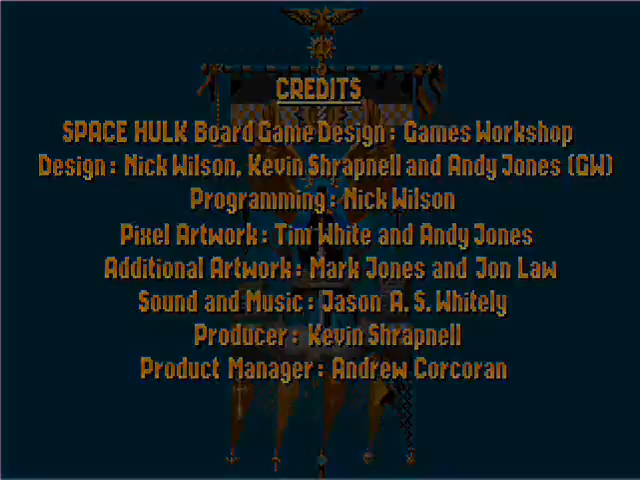 CREDITS
SPACE HULK Board Game Design : Games Workshop
Design : Nick Wilson, Kevin Shrapnell and Andy Jones (GW)
Programming : Nick Wilson
Pixel Artwork : Tim White and Andy Jones
Additional Artwork : Mark Jones and Jon Law
Sound and Music : Jason A. S. Whitely
Producer : Kevin Shrapnell
Product Manager : Andrew Corcoran